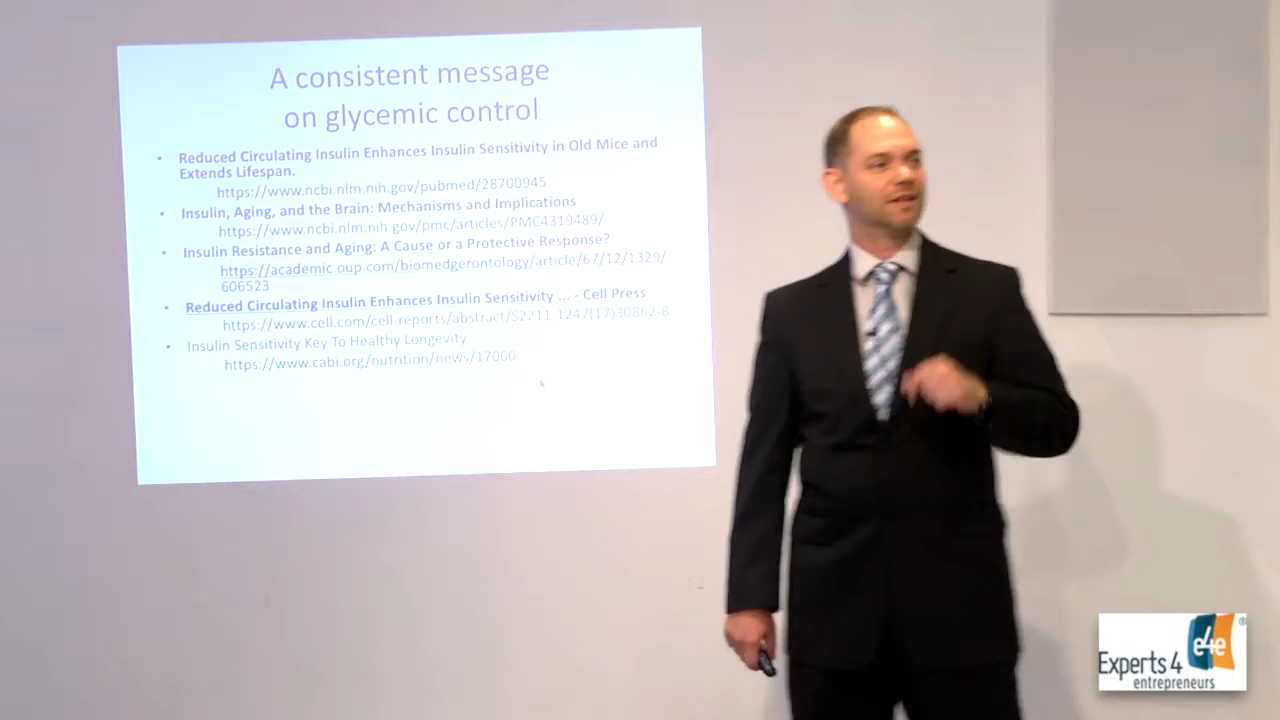 A consistent message
on glycemic control
• Reduced Circulating Insulin Enhances Insulin Sensitivity in Old Mice and
Extends Lifespan.
https://www.ncbi.nlm.nih.gov/pubmed/28700945
• Insulin, Aging, and the Brain: Mechanisms and Implications
https://www.ncbi.nlm.nih.gov/pmc/articles/PMC4319489/
• Insulin Resistance and Aging: A Cause or a Protective Response?
https://academic.oup.com/biomedgerontology/article/67/12/1329/
606523
• Reduced Circulating Insulin Enhances Insulin Sensitivity ... - Cell Press
https://www.cell.com/cell-reports/abstract/S2211-1247(17)30862-8
• Insulin Sensitivity Key To Healthy Longevity
https://www.cabi.org/nutrition/news/17060
e4e ®
Experts 4
entrepreneurs